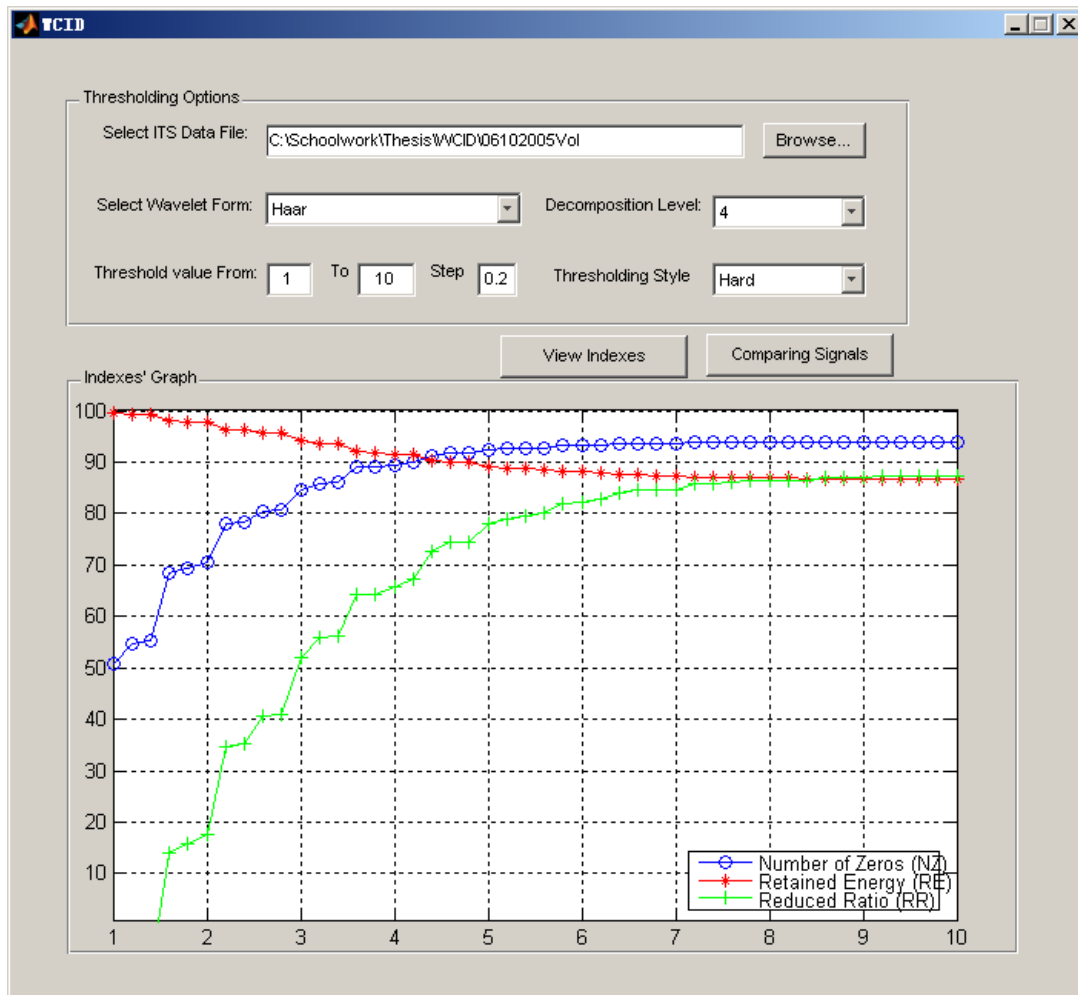 WCID
Thresholding Options
Select ITS Data File: C:\Schoolwork\Thesis\WCID\06102005Vol Browse...
Select Wavelet Form: Haar Decomposition Level: 4
Threshold value From: 1 To 10 Step 0.2 Thresholding Style Hard
View Indexes Comparing Signals
Indexes' Graph
100
90
80
70
60
50
40
30
20
10
Number of Zeros (NZ)
Retained Energy (RE)
Reduced Ratio (RR)
1 2 3 4 5 6 7 8 9 10